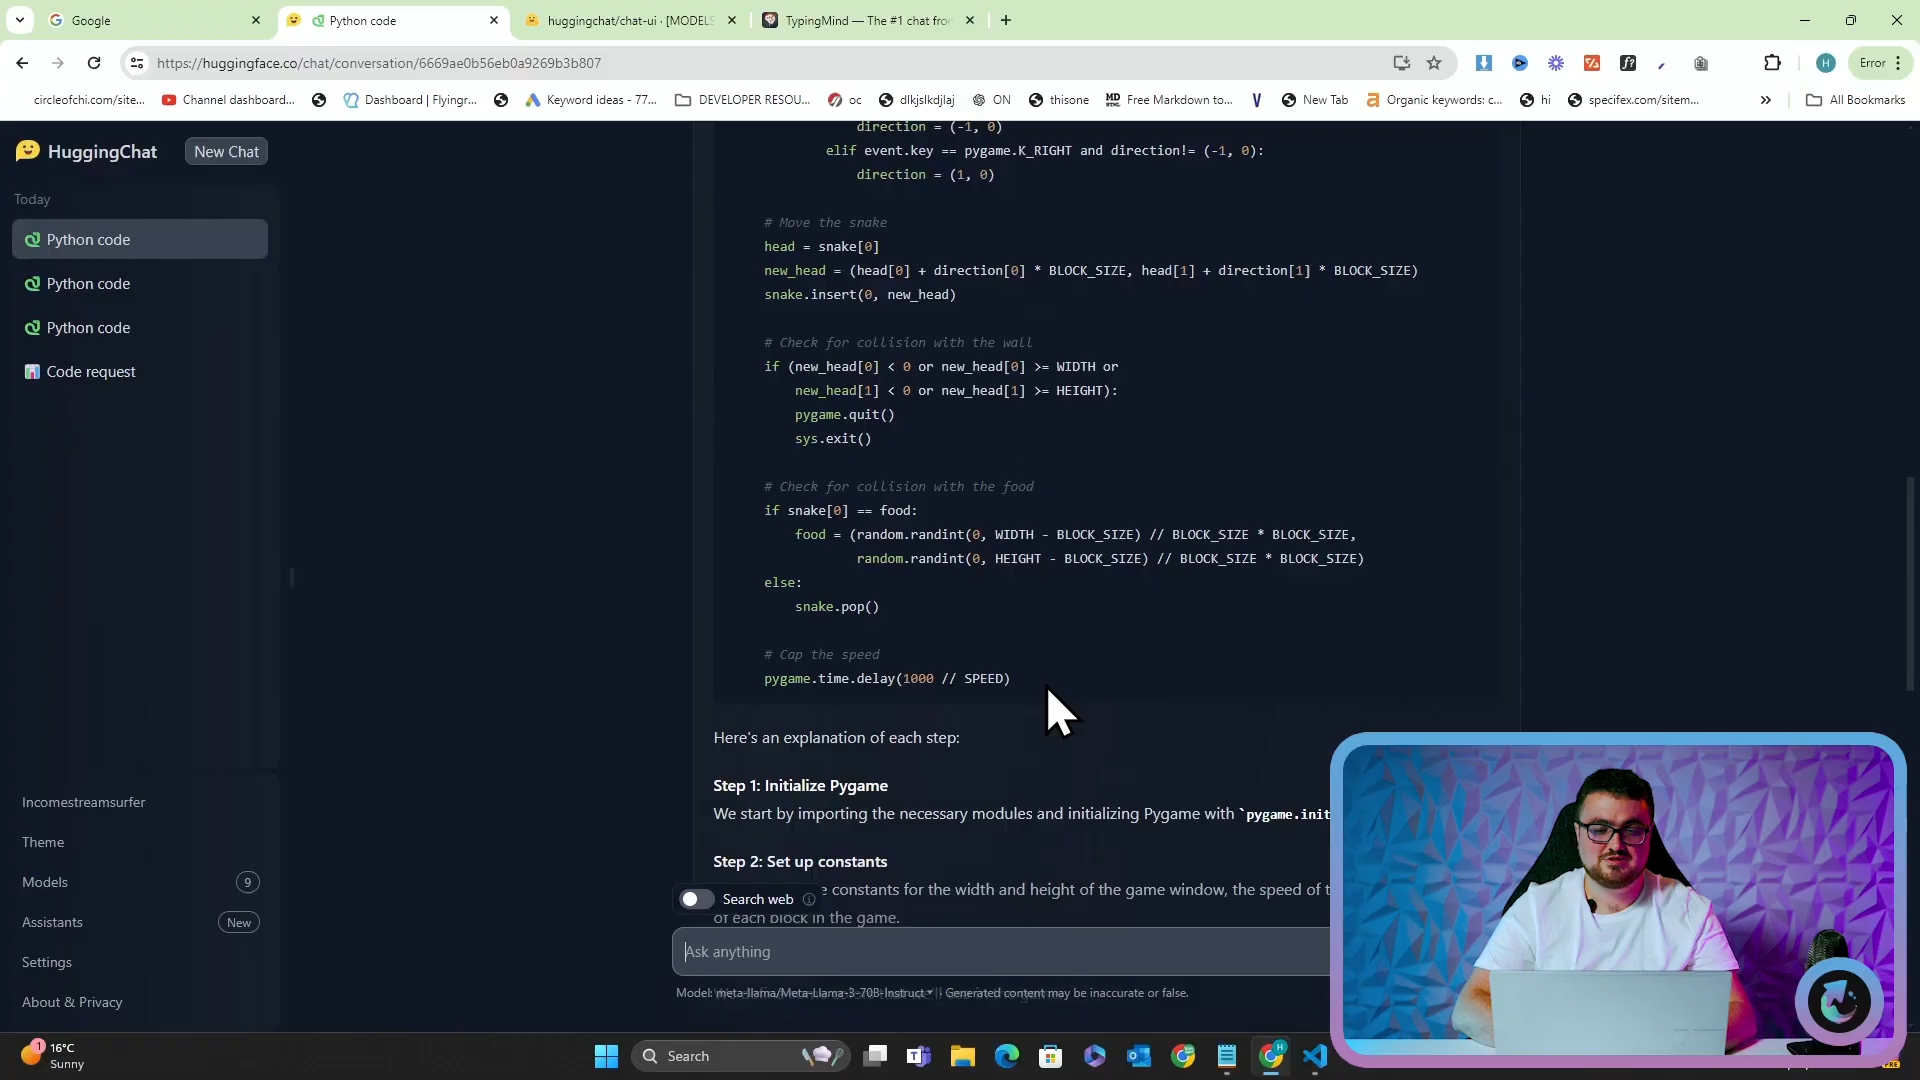 Google
Python code
huggingchat/chat-ui · [MODELS
TypingMind — The #1 chat fron
https://huggingface.co/chat/conversation/6669ae0b56eb0a9269b3b807
H
Error
circleofchi.com/site...
Channel dashboard...
Dashboard | Flyingr...
Keyword ideas - 77...
DEVELOPER RESOU...
oc
dlkjslkdjlaj
ON
thisone
Free Markdown to...
New Tab
Organic keywords: c...
hi
specifex.com/sitem...
All Bookmarks
HuggingChat
New Chat
Today
Python code
Python code
Python code
Code request
Incomestreamsurfer
Theme
Models 9
Assistants New
Settings
About & Privacy
direction = (-1, 0)
elif event.key == pygame.K_RIGHT and direction!= (-1, 0):
direction = (1, 0)
# Move the snake
head = snake[0]
new_head = (head[0] + direction[0] * BLOCK_SIZE, head[1] + direction[1] * BLOCK_SIZE)
snake.insert(0, new_head)
# Check for collision with the wall
if (new_head[0] < 0 or new_head[0] >= WIDTH or
new_head[1] < 0 or new_head[1] >= HEIGHT):
pygame.quit()
sys.exit()
# Check for collision with the food
if snake[0] == food:
food = (random.randint(0, WIDTH - BLOCK_SIZE) // BLOCK_SIZE * BLOCK_SIZE,
random.randint(0, HEIGHT - BLOCK_SIZE) // BLOCK_SIZE * BLOCK_SIZE)
else:
snake.pop()
# Cap the speed
pygame.time.delay(1000 // SPEED)
Here's an explanation of each step:
Step 1: Initialize Pygame
We start by importing the necessary modules and initializing Pygame with `pygame.init
Step 2: Set up constants
e constants for the width and height of the game window, the speed of t
Search web
of each block in the game.
Ask anything
Model: meta-llama/Meta-Llama-3-70B-Instruct · Generated content may be inaccurate or false.
1
16°C
Sunny
Search
PRE